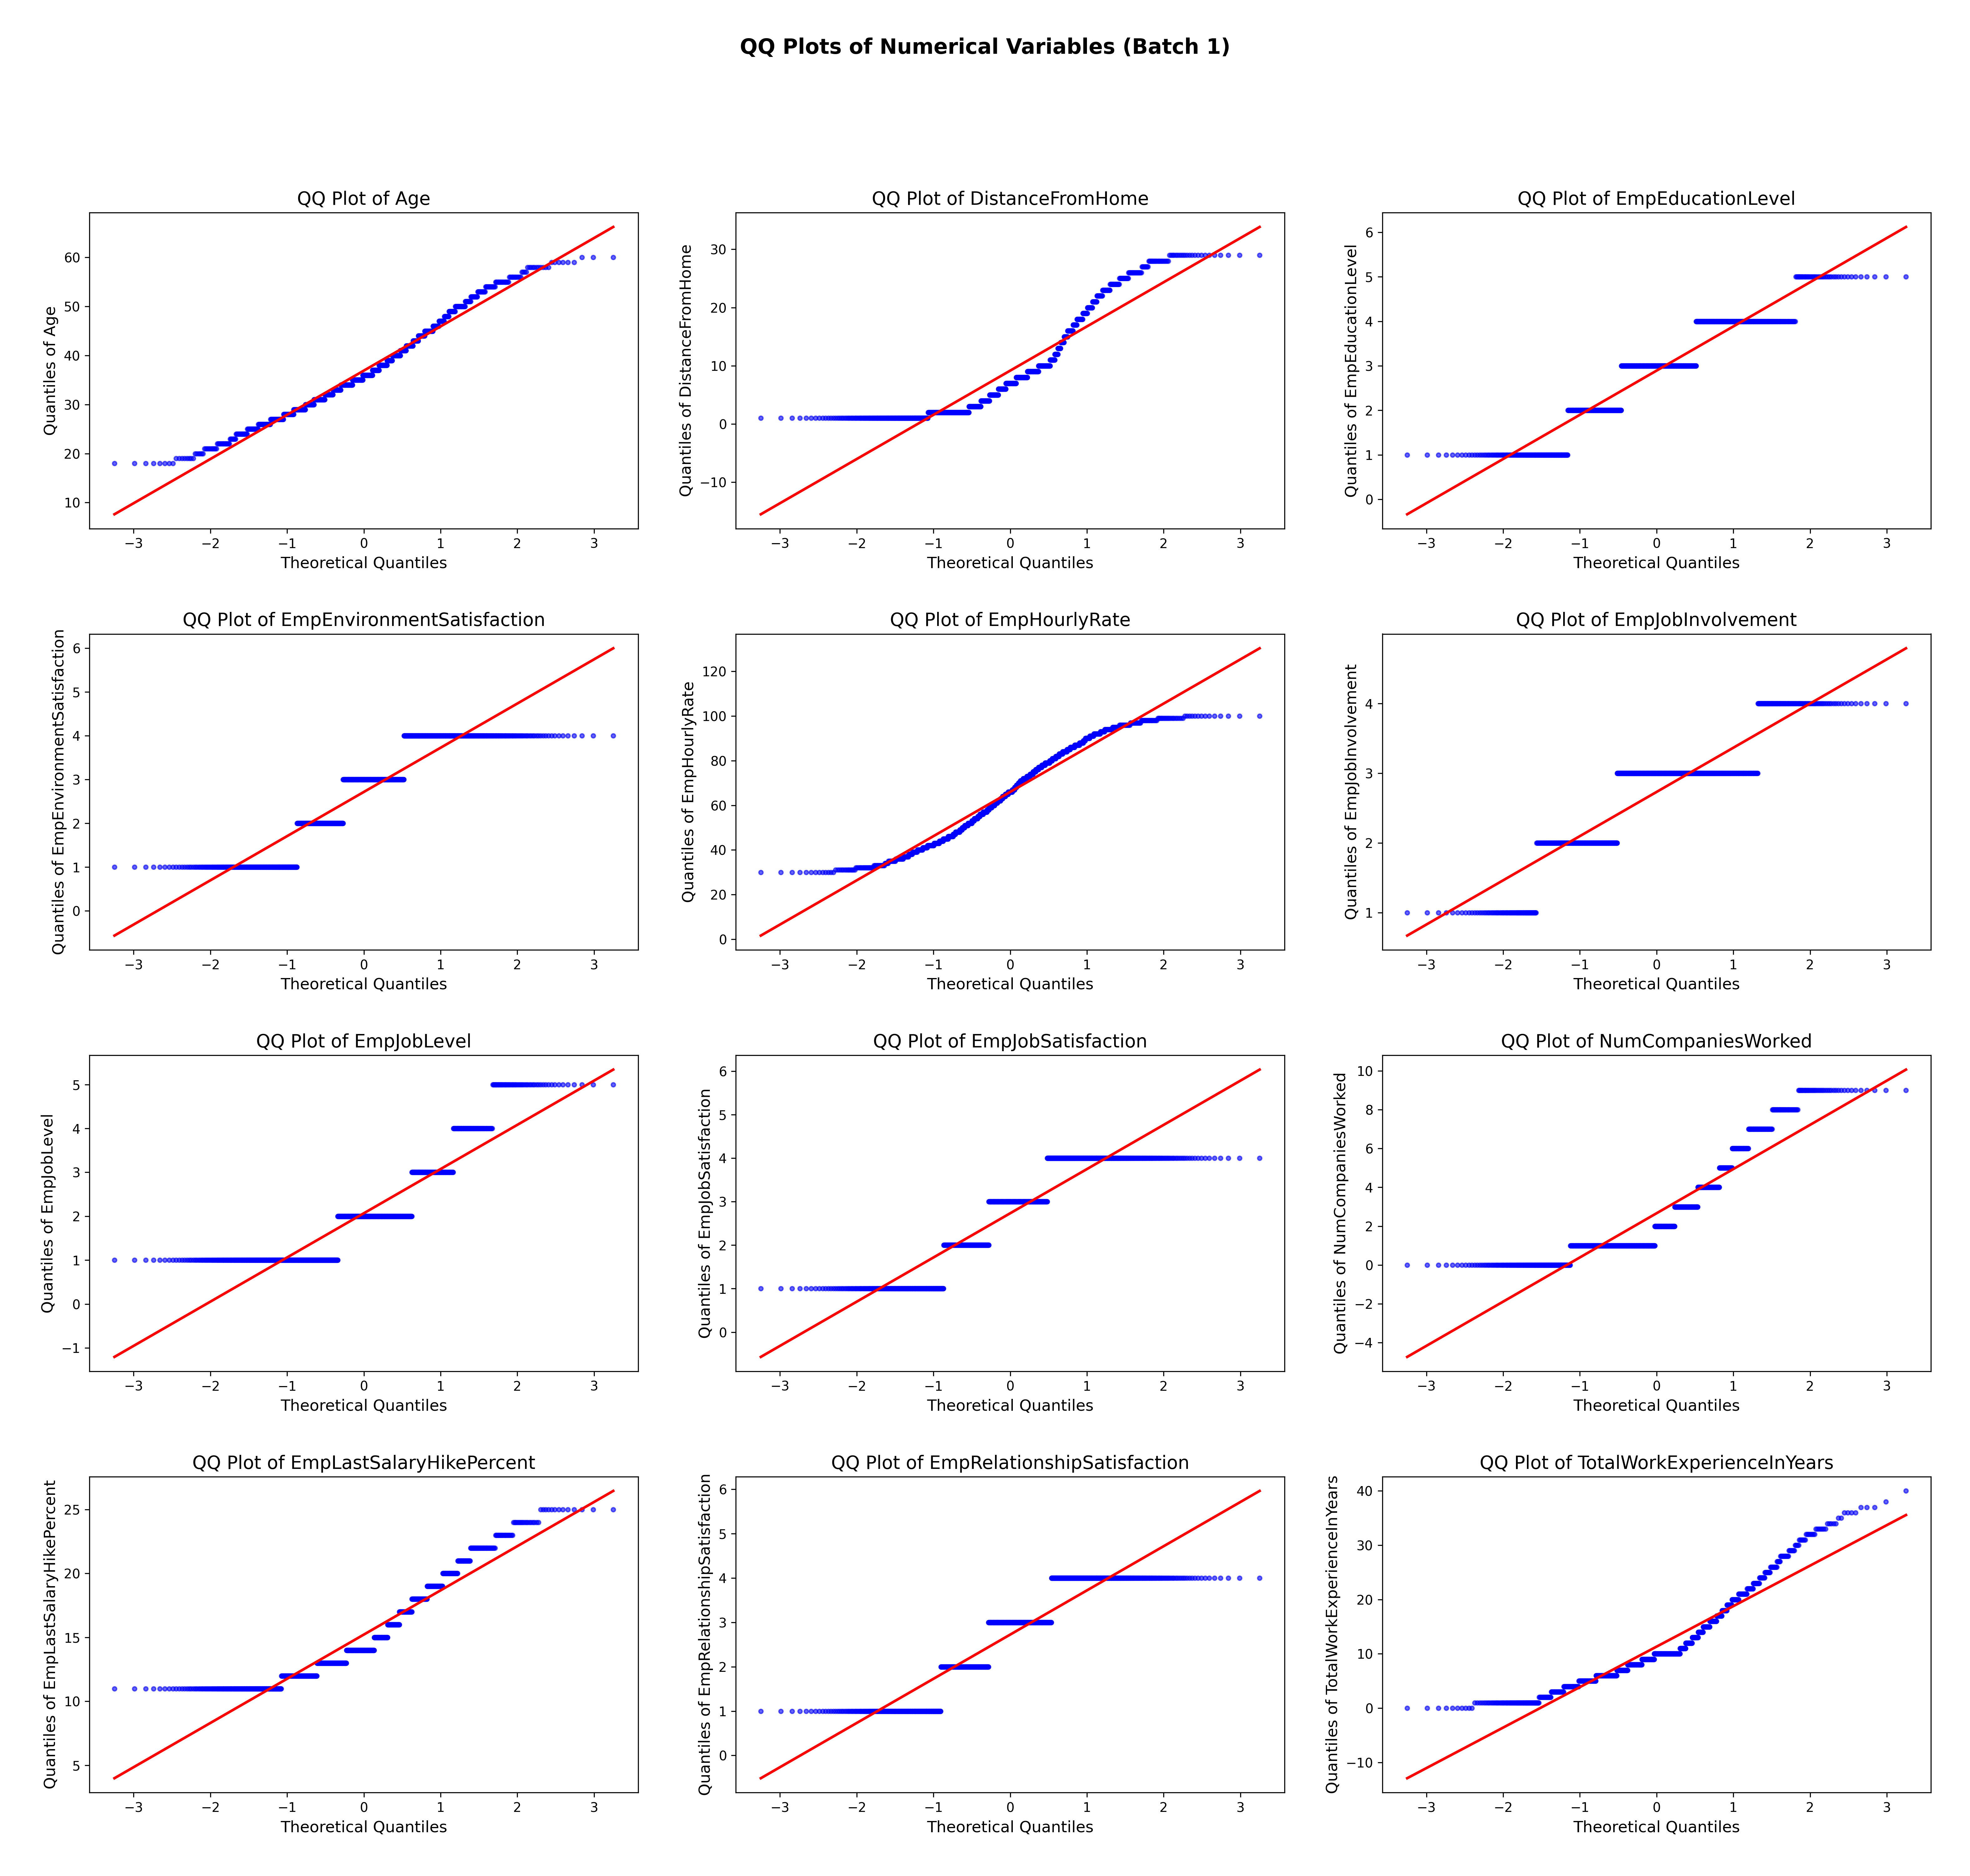 QQ Plots of Numerical Variables (Batch 1)
QQ Plot of Age
Quantiles of Age
60
50
40
30
20
10
−3 −2 −1 0 1 2 3
Theoretical Quantiles
QQ Plot of DistanceFromHome
Quantiles of DistanceFromHome
30
20
10
0
−10
−3 −2 −1 0 1 2 3
Theoretical Quantiles
QQ Plot of EmpEducationLevel
Quantiles of EmpEducationLevel
6
5
4
3
2
1
0
−3 −2 −1 0 1 2 3
Theoretical Quantiles
QQ Plot of EmpEnvironmentSatisfaction
Quantiles of EmpEnvironmentSatisfaction
6
5
4
3
2
1
0
−3 −2 −1 0 1 2 3
Theoretical Quantiles
QQ Plot of EmpHourlyRate
Quantiles of EmpHourlyRate
120
100
80
60
40
20
0
−3 −2 −1 0 1 2 3
Theoretical Quantiles
QQ Plot of EmpJobInvolvement
Quantiles of EmpJobInvolvement
4
3
2
1
−3 −2 −1 0 1 2 3
Theoretical Quantiles
QQ Plot of EmpJobLevel
Quantiles of EmpJobLevel
5
4
3
2
1
0
−1
−3 −2 −1 0 1 2 3
Theoretical Quantiles
QQ Plot of EmpJobSatisfaction
Quantiles of EmpJobSatisfaction
6
5
4
3
2
1
0
−3 −2 −1 0 1 2 3
Theoretical Quantiles
QQ Plot of NumCompaniesWorked
Quantiles of NumCompaniesWorked
10
8
6
4
2
0
−2
−4
−3 −2 −1 0 1 2 3
Theoretical Quantiles
QQ Plot of EmpLastSalaryHikePercent
Quantiles of EmpLastSalaryHikePercent
25
20
15
10
5
−3 −2 −1 0 1 2 3
Theoretical Quantiles
QQ Plot of EmpRelationshipSatisfaction
Quantiles of EmpRelationshipSatisfaction
6
5
4
3
2
1
0
−3 −2 −1 0 1 2 3
Theoretical Quantiles
QQ Plot of TotalWorkExperienceInYears
Quantiles of TotalWorkExperienceInYears
40
30
20
10
0
−10
−3 −2 −1 0 1 2 3
Theoretical Quantiles